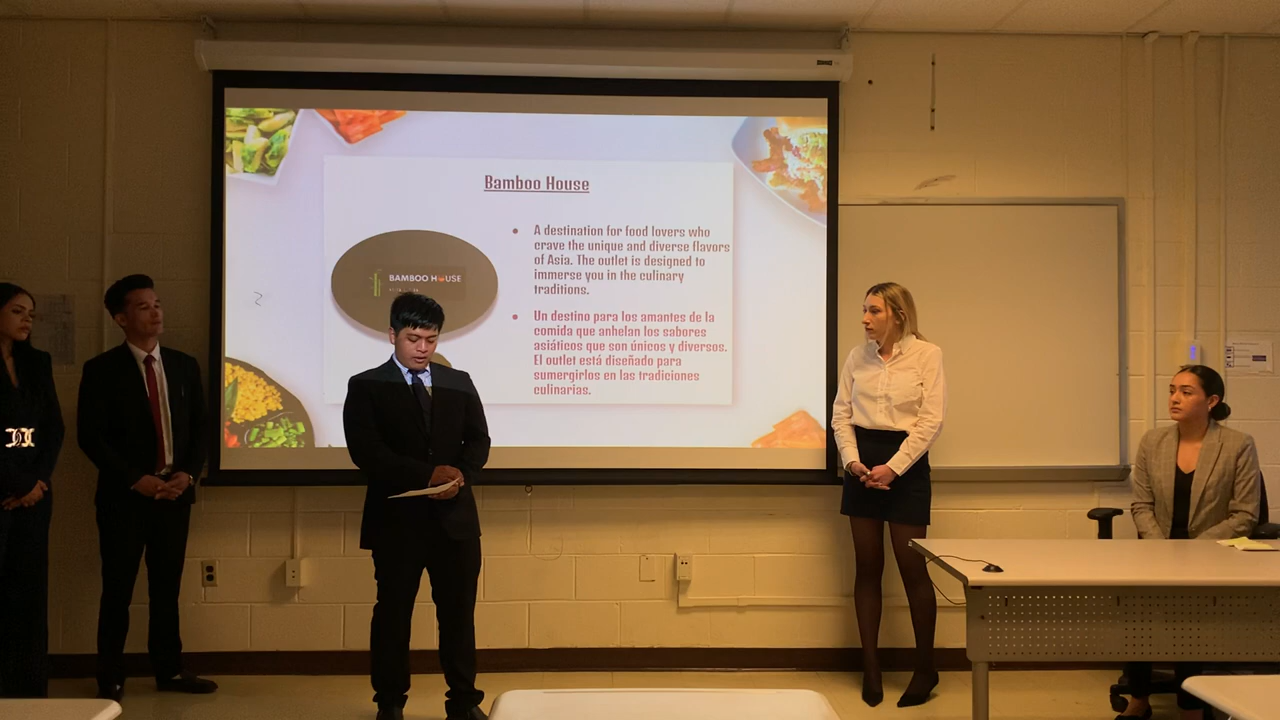 Bamboo House
A destination for food lovers who
crave the unique and diverse flavors
of Asia. The outlet is designed to
immerse you in the culinary
traditions.
BAMBOO HOUSE
Un destino para los amantes de la
comida que anhelan los sabores
asiáticos que son únicos y diversos.
El outlet está diseñado para
sumergirlos en las tradiciones
culinarias.